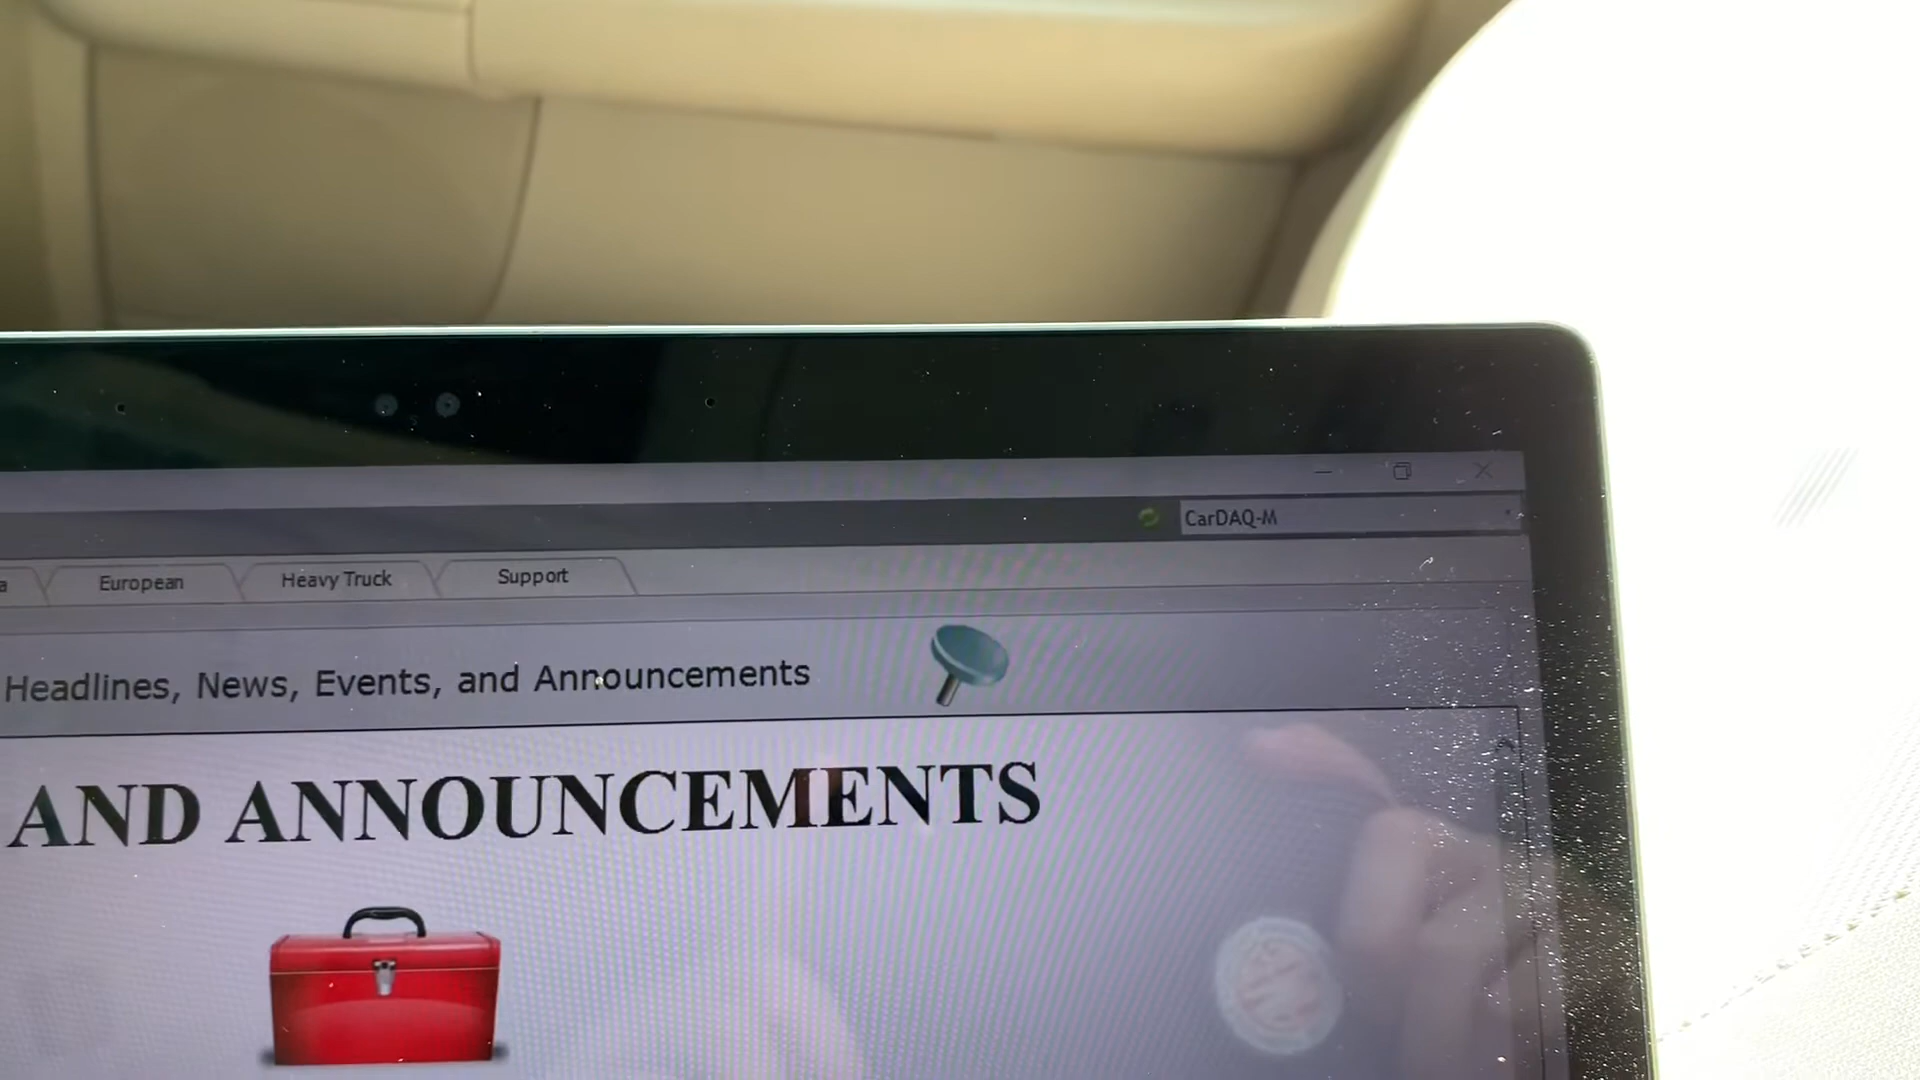 CarDAQ-M
European
Heavy Truck
Support
Headlines, News, Events, and Announcements
AND ANNOUNCEMENTS